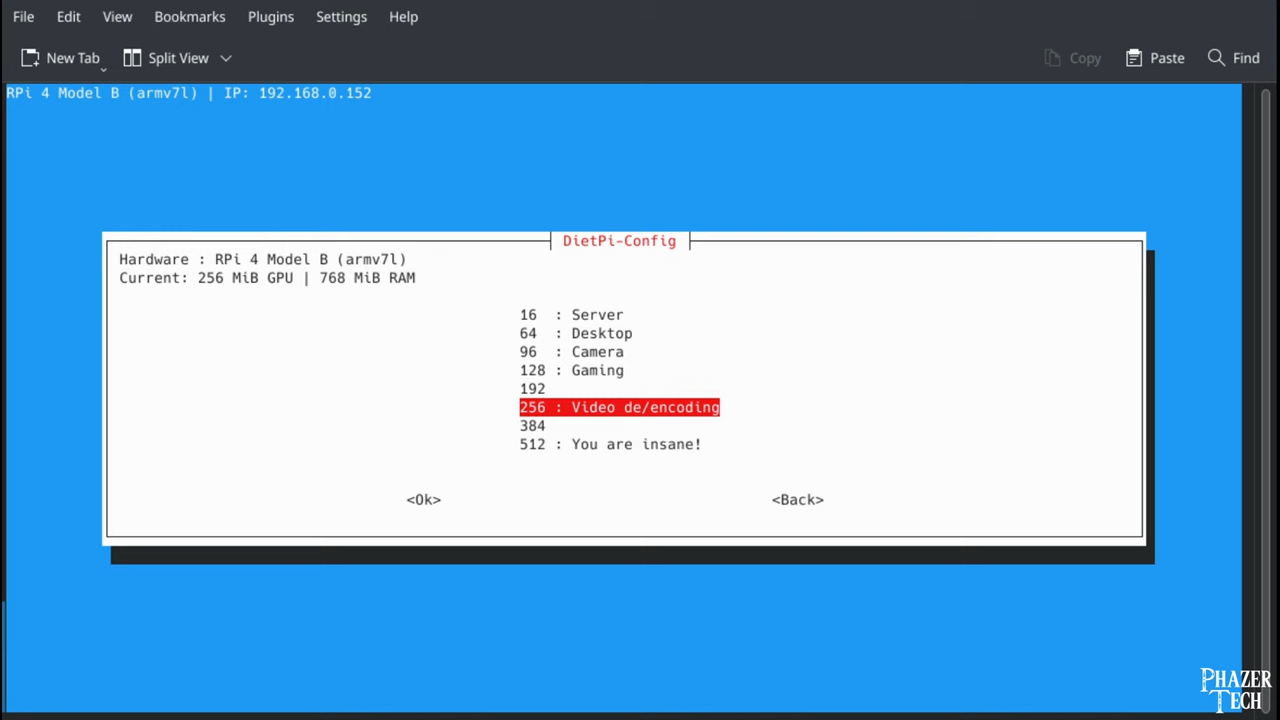 File Edit View Bookmarks Plugins Settings Help
New Tab Split View Copy Paste Find
RPi 4 Model B (armv7l) | IP: 192.168.0.152
DietPi-Config
Hardware : RPi 4 Model B (armv7l)
Current: 256 MiB GPU | 768 MiB RAM
16 : Server
64 : Desktop
96 : Camera
128 : Gaming
192
256 : Video de/encoding
384
512 : You are insane!
<Ok> <Back>
PHAZER
TECH